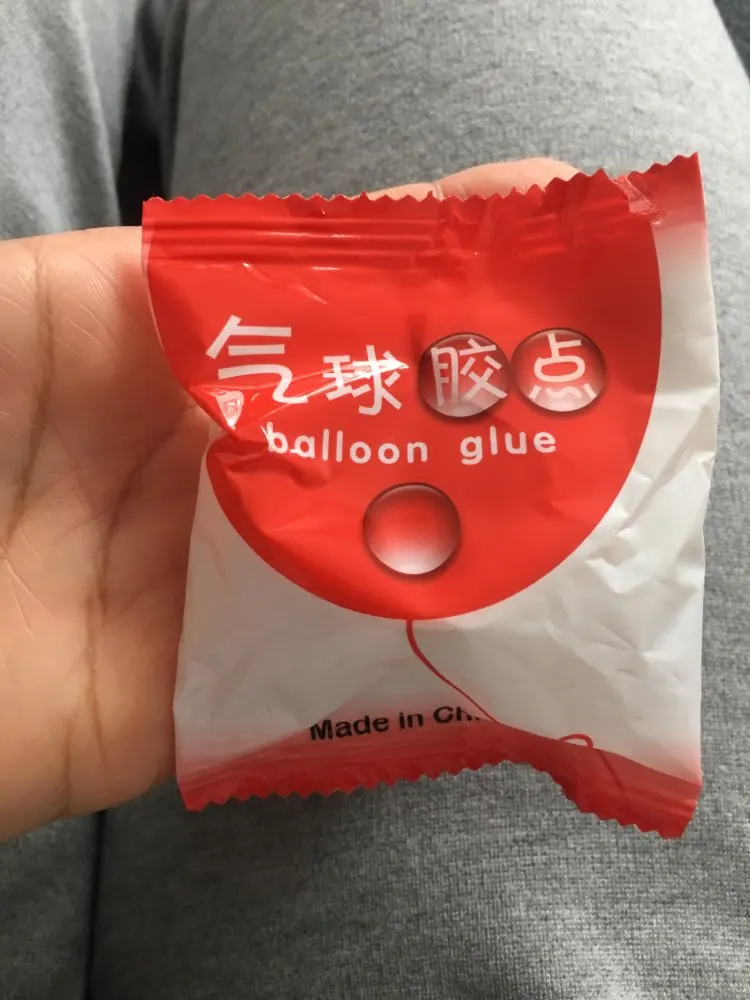 气球胶点
balloon glue
Made in